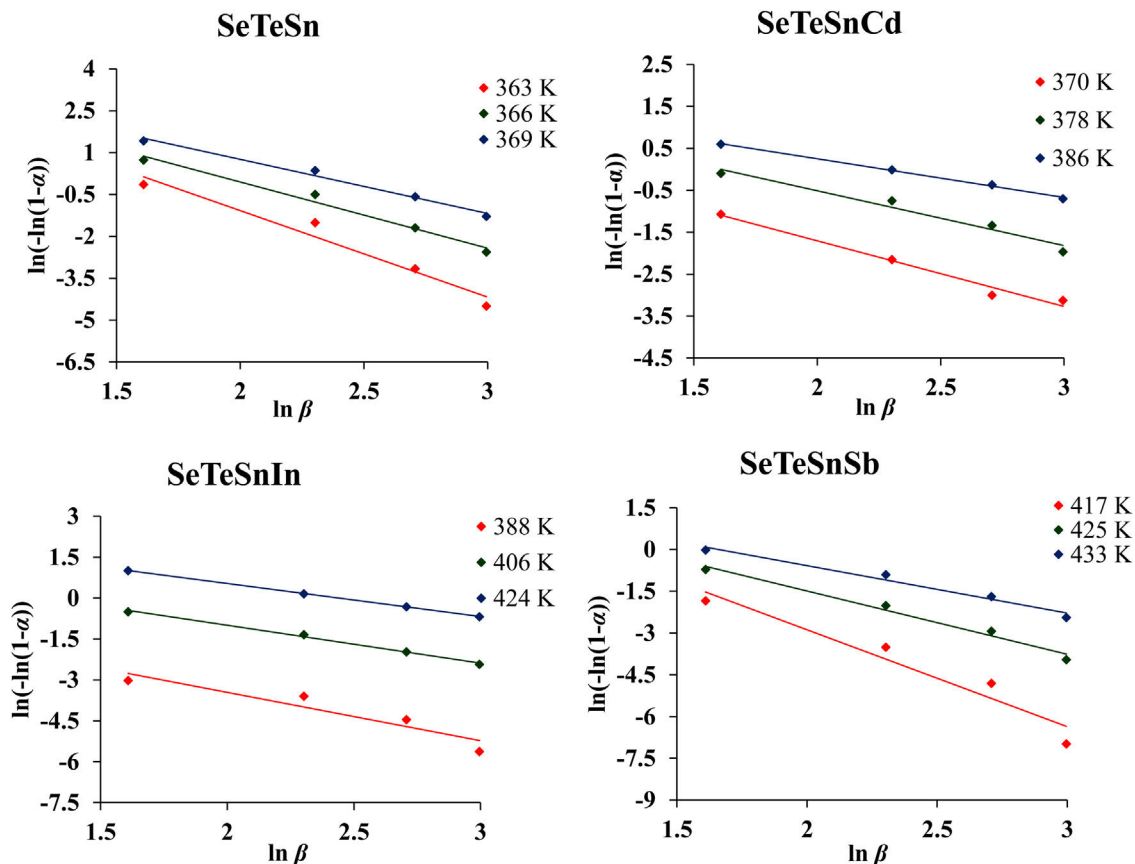 SeTeSn
363 K
366 K
369 K
4
2.5
1
-0.5
-2
-3.5
-5
-6.5
ln(-ln(1-α))
1.5
2
2.5
3
ln β
SeTeSnCd
370 K
378 K
386 K
2.5
1.5
0.5
-0.5
-1.5
-2.5
-3.5
-4.5
ln(-ln(1-α))
1.5
2
2.5
3
ln β
SeTeSnIn
388 K
406 K
424 K
3
1.5
0
-1.5
-3
-4.5
-6
-7.5
ln(-ln(1-α))
1.5
2
2.5
3
ln β
SeTeSnSb
417 K
425 K
433 K
1.5
0
-1.5
-3
-4.5
-6
-7.5
-9
ln(-ln(1-α))
1.5
2
2.5
3
ln β